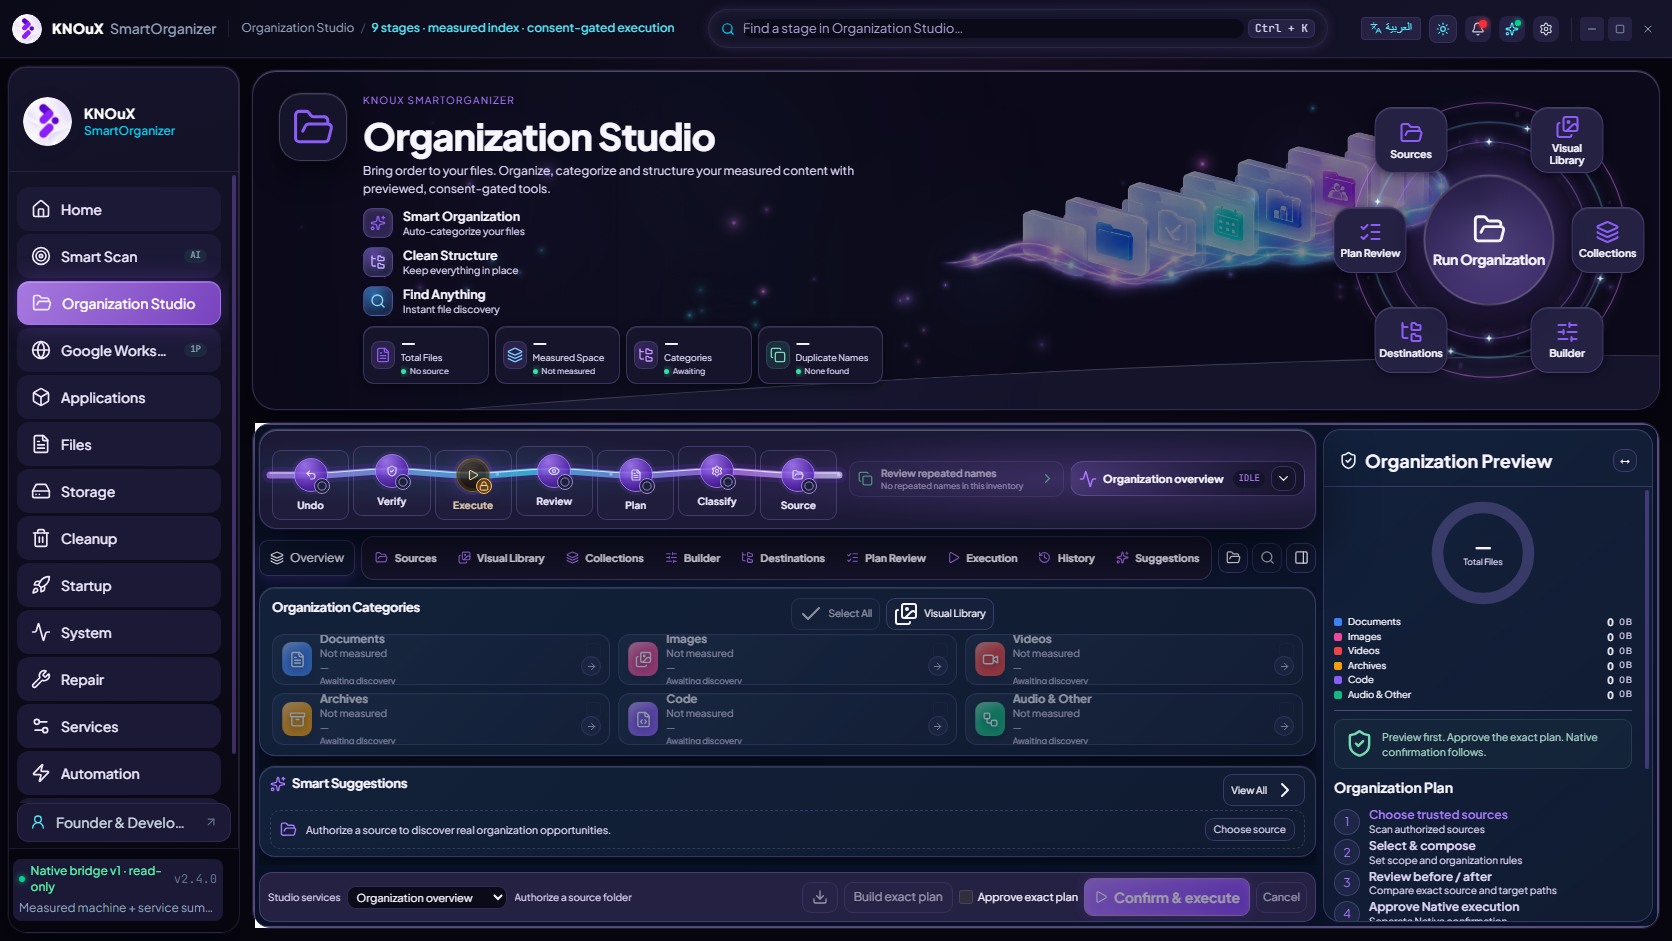 KNOuX SmartOrganizer
Organization Studio / 9 stages · measured index · consent-gated execution
Find a stage in Organization Studio...
Ctrl + K
العربية
KNOuX
SmartOrganizer
Home
Smart Scan AI
Organization Studio
Google Works... 1P
Applications
Files
Storage
Cleanup
Startup
System
Repair
Services
Automation
Founder & Develo...
Native bridge v1 · read-only
v2.4.0
Measured machine + service sum...
KNOUX SMARTORGANIZER
Organization Studio
Bring order to your files. Organize, categorize and structure your measured content with
previewed, consent-gated tools.
Smart Organization
Auto-categorize your files
Clean Structure
Keep everything in place
Find Anything
Instant file discovery
—
Total Files
No source
—
Measured Space
Not measured
—
Categories
Awaiting
—
Duplicate Names
None found
Sources
Visual Library
Plan Review
Run Organization
Collections
Destinations
Builder
Undo
Verify
Execute
Review
Plan
Classify
Source
Review repeated names
No repeated names in this inventory
Organization overview IDLE
Overview
Sources
Visual Library
Collections
Builder
Destinations
Plan Review
Execution
History
Suggestions
Organization Categories
Select All
Visual Library
Documents
Not measured
—
Awaiting discovery
Images
Not measured
—
Awaiting discovery
Videos
Not measured
—
Awaiting discovery
Archives
Not measured
—
Awaiting discovery
Code
Not measured
—
Awaiting discovery
Audio & Other
Not measured
—
Awaiting discovery
Smart Suggestions
View All
Authorize a source to discover real organization opportunities.
Choose source
Studio services
Organization overview
Authorize a source folder
Build exact plan
Approve exact plan
Confirm & execute
Cancel
Organization Preview
—
Total Files
Documents 0 0B
Images 0 0B
Videos 0 0B
Archives 0 0B
Code 0 0B
Audio & Other 0 0B
Preview first. Approve the exact plan. Native
confirmation follows.
Organization Plan
1 Choose trusted sources
Scan authorized sources
2 Select & compose
Set scope and organization rules
3 Review before / after
Compare exact source and target paths
4 Approve Native execution
Separate Native confirmation